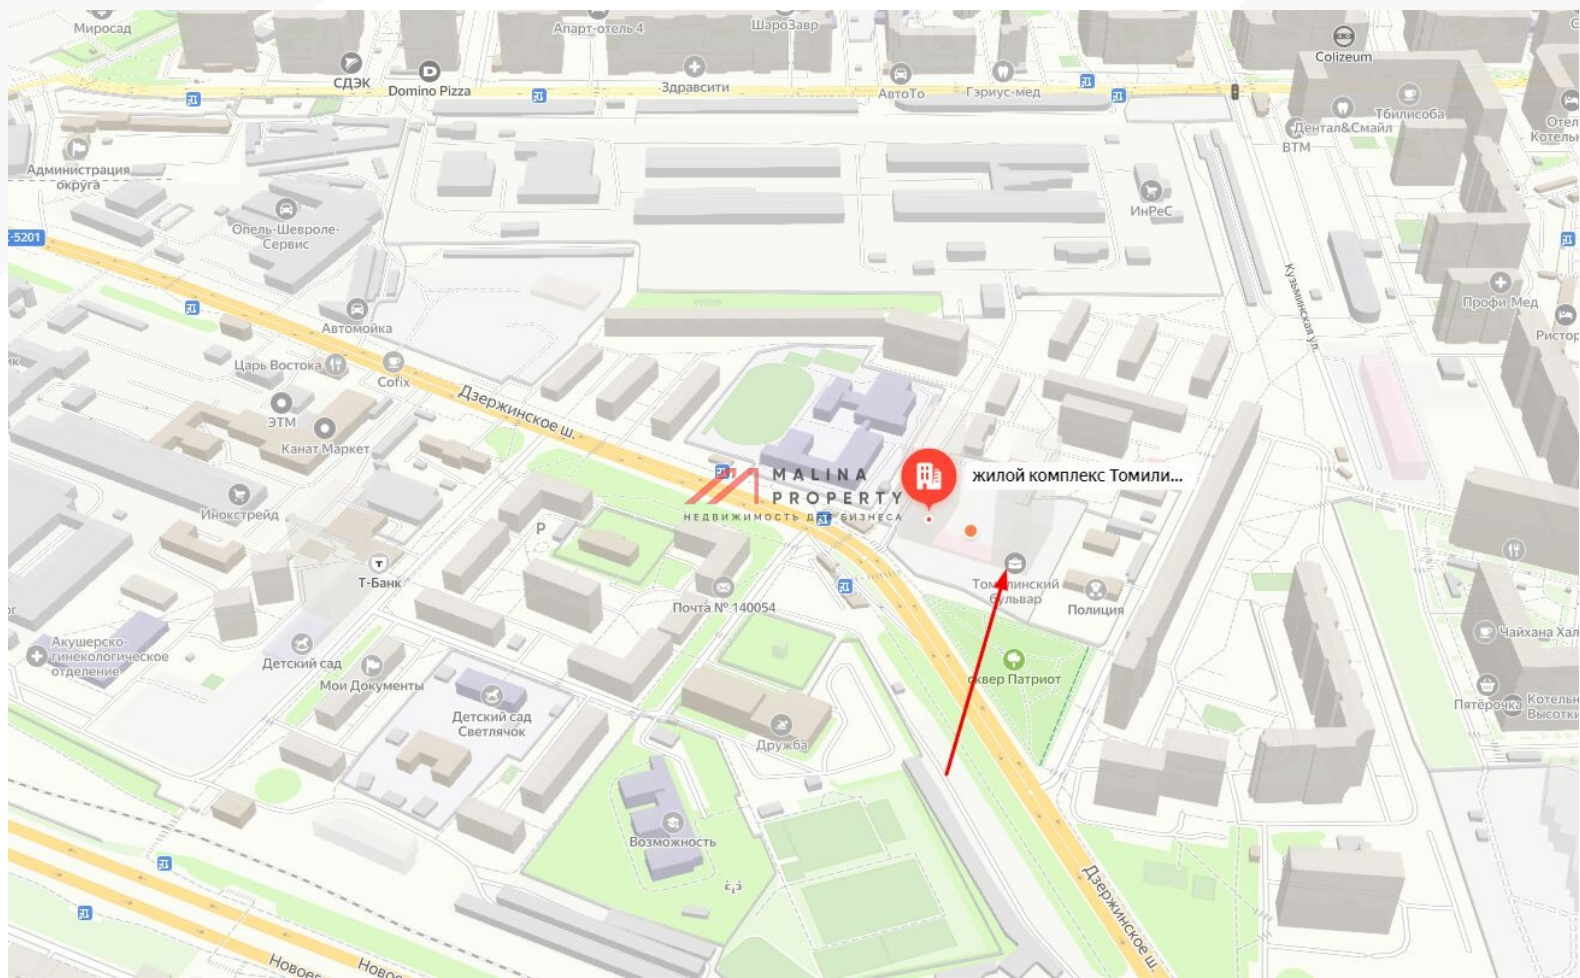 Миросад
Апарт-отель 4
ШароЗавр
Colizeum
СДЭК
Domino Pizza
Здравсити
АвтоТо
Гэриус-мед
Тбилисоба
Дентал&Смайл
ВТМ
Администрация
округа
ИнРеС
Опель-Шевроле-
Сервис
-5201
Кузьминская ул.
Профи-Мед
Автомойка
Царь Востока
Cofix
Дзержинское ш.
ЭТМ
Канат Маркет
MALINA
PROPERTY
НЕДВИЖИМОСТЬ ДЛЯ БИЗНЕСА
жилой комплекс Томили...
Инокстрейд
P
Т-Банк
Томилинский
бульвар
Полиция
Почта № 140054
Чайхана Хал
Акушерско-
гинекологическое
отделение
Детский сад
Мои Документы
сквер Патриот
Пятёрочка
Котельн
Высотки
Детский сад
Светлячок
Дружба
Возможность
Дзержинское ш.